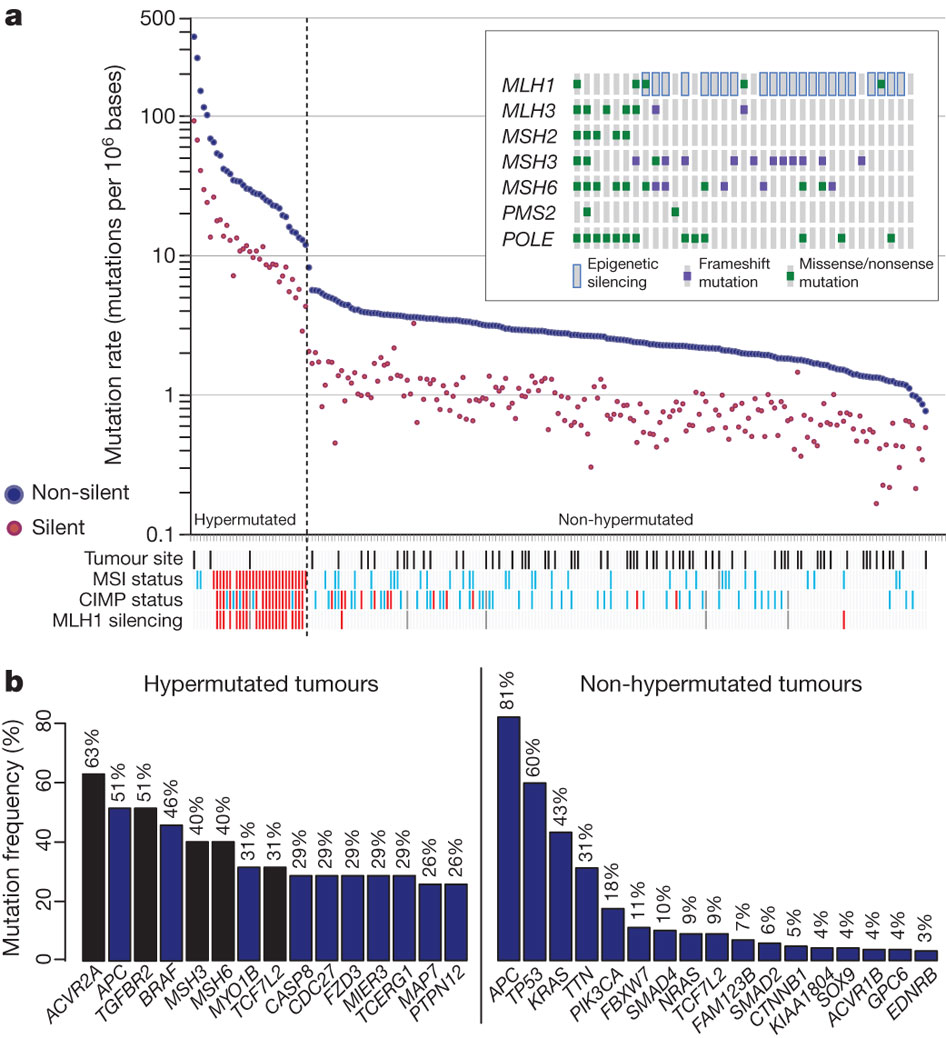 a
500
100
10
1
0.1
Mutation rate (mutations per 10⁶ bases)
MLH1
MLH3
MSH2
MSH3
MSH6
PMS2
POLE
Epigenetic silencing
Frameshift mutation
Missense/nonsense mutation
Non-silent
Silent
Hypermutated
Non-hypermutated
Tumour site
MSI status
CIMP status
MLH1 silencing
b
Hypermutated tumours
Mutation frequency (%)
80
60
40
20
0
63%
51%
51%
46%
40%
40%
31%
31%
29%
29%
29%
29%
29%
26%
26%
ACVR2A
APC
TGFBR2
BRAF
MSH3
MSH6
MYO1B
TCF7L2
CASP8
CDC27
FZD3
MIER3
TCERG1
MAP7
PTPN12
Non-hypermutated tumours
81%
60%
43%
31%
18%
11%
10%
9%
9%
7%
6%
5%
4%
4%
4%
4%
3%
APC
TP53
KRAS
TTN
PIK3CA
FBXW7
SMAD4
NRAS
TCF7L2
FAM123B
SMAD2
CTNNB1
KIAA1804
SOX9
ACVR1B
GPC6
EDNRB